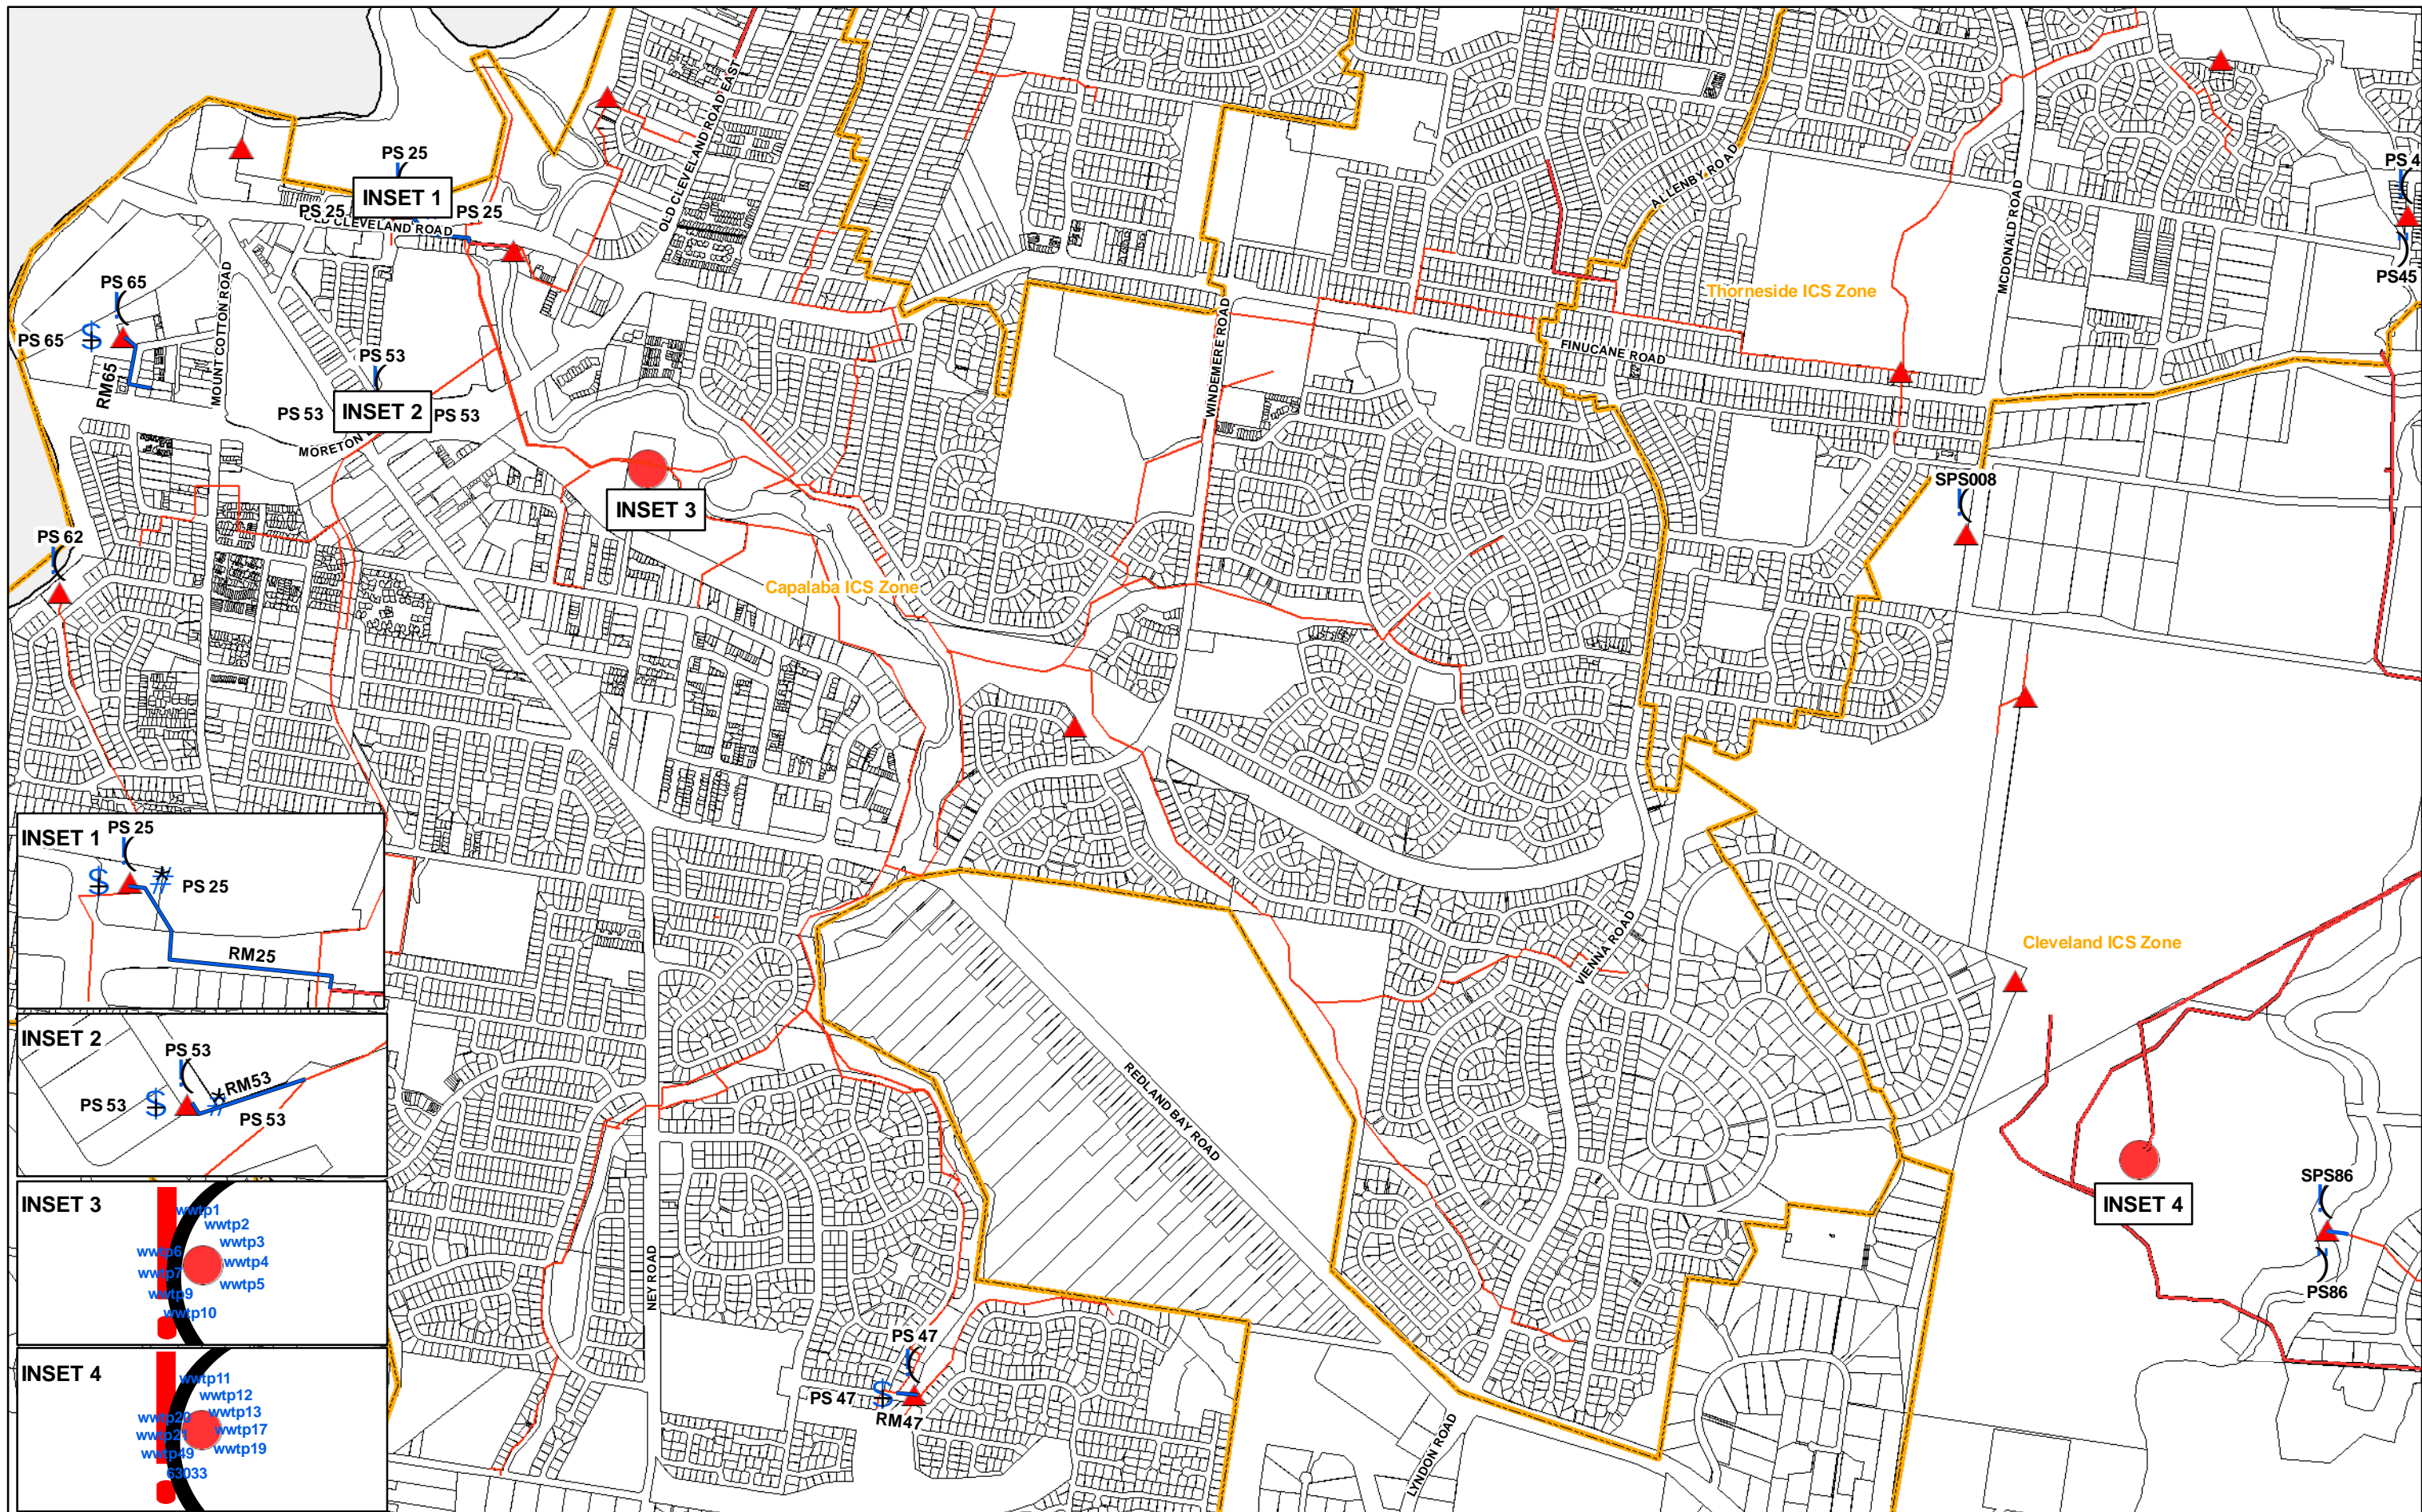 OLD CLEVELAND ROAD EAST
PS 25
INSET 1
PS 25
PS 25
CLEVELAND ROAD
ALLENBY ROAD
MCDONALD ROAD
PS 4
PS45
PS 65
PS 65
RM65
MOUNT COTTON ROAD
Thorneside ICS Zone
WINDEMERE ROAD
FINUCANE ROAD
PS 53
PS 53
INSET 2
PS 53
MORETON
INSET 3
SPS008
PS 62
Capalaba ICS Zone
INSET 1
PS 25
$
#
*
PS 25
RM25
VIENNA ROAD
Cleveland ICS Zone
INSET 2
PS 53
PS 53
$
#
*
RM53
PS 53
REDLAND BAY ROAD
INSET 4
SPS86
PS86
INSET 3
wwtp1
wwtp2
wwtp3
wwtp6
wwtp4
wwtp7
wwtp5
wwtp9
wwtp10
NEY ROAD
PS 47
PS 47
$
RM47
LYNDON ROAD
INSET 4
wwtp11
wwtp12
wwtp20
wwtp13
wwtp21
wwtp17
wwtp49
wwtp19
63033